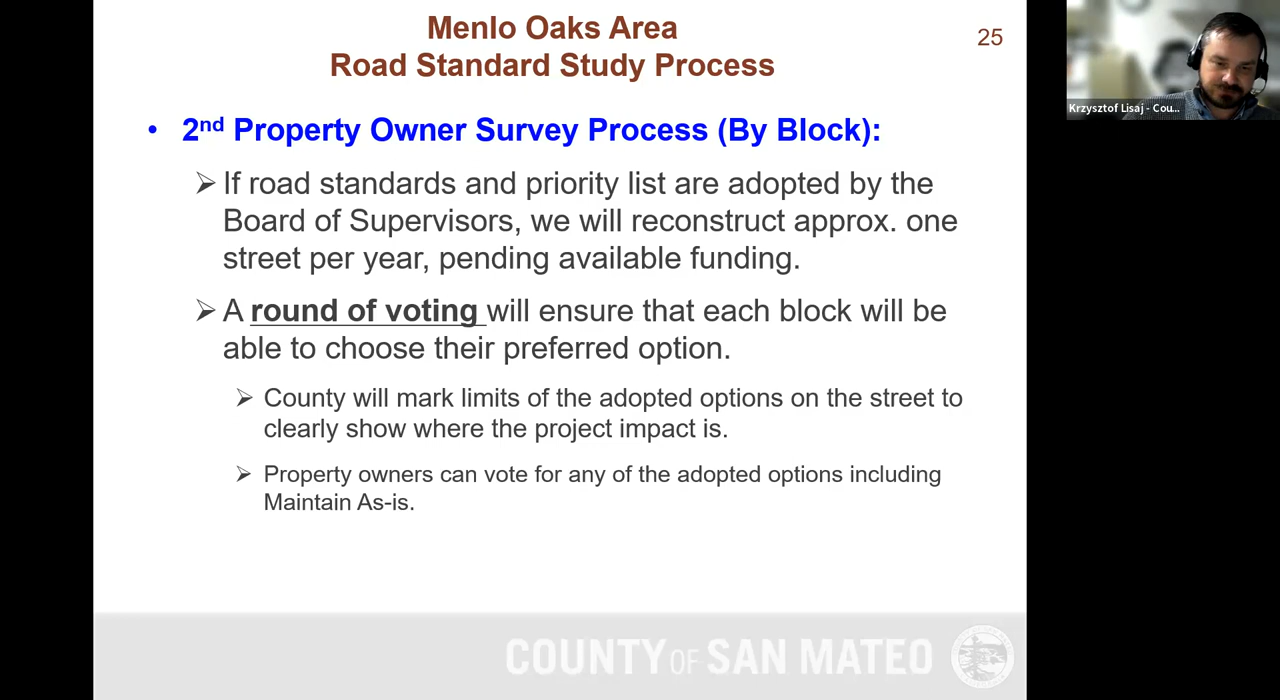 Menlo Oaks Area
Road Standard Study Process
25
• 2nd Property Owner Survey Process (By Block):
➢ If road standards and priority list are adopted by the
Board of Supervisors, we will reconstruct approx. one
street per year, pending available funding.
➢ A round of voting will ensure that each block will be
able to choose their preferred option.
➢ County will mark limits of the adopted options on the street to
clearly show where the project impact is.
➢ Property owners can vote for any of the adopted options including
Maintain As-is.
COUNTY OF SAN MATEO
Krzysztof Lisaj - Cou...